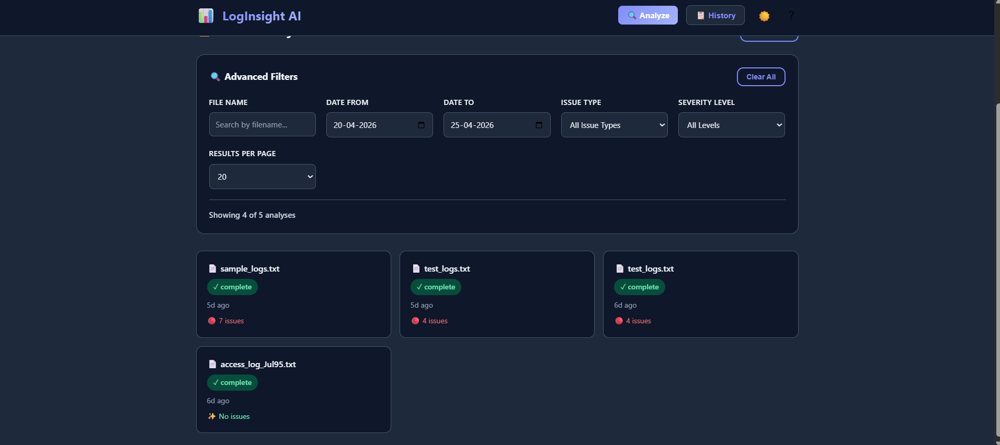 LogInsight AI
Analyze
History
?
Advanced Filters
Clear All
FILE NAME
DATE FROM
DATE TO
ISSUE TYPE
SEVERITY LEVEL
Search by filename...
20-04-2026
25-04-2026
All Issue Types
All Levels
RESULTS PER PAGE
20
Showing 4 of 5 analyses
sample_logs.txt
✓ complete
5d ago
7 issues
test_logs.txt
✓ complete
5d ago
4 issues
test_logs.txt
✓ complete
6d ago
4 issues
access_log_Jul95.txt
✓ complete
6d ago
No issues